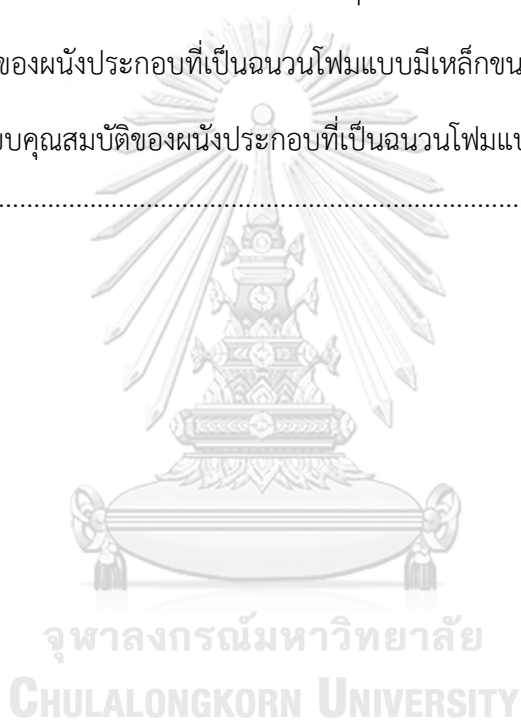 ของผนังประกอบที่เป็นฉนวนโฟมแบบมีเหล็กขน
บคุณสมบัติของผนังประกอบที่เป็นฉนวนโฟมแบ
........................................................................
จุฬาลงกรณ์มหาวิทยาลัย
CHULALONGKORN UNIVERSITY